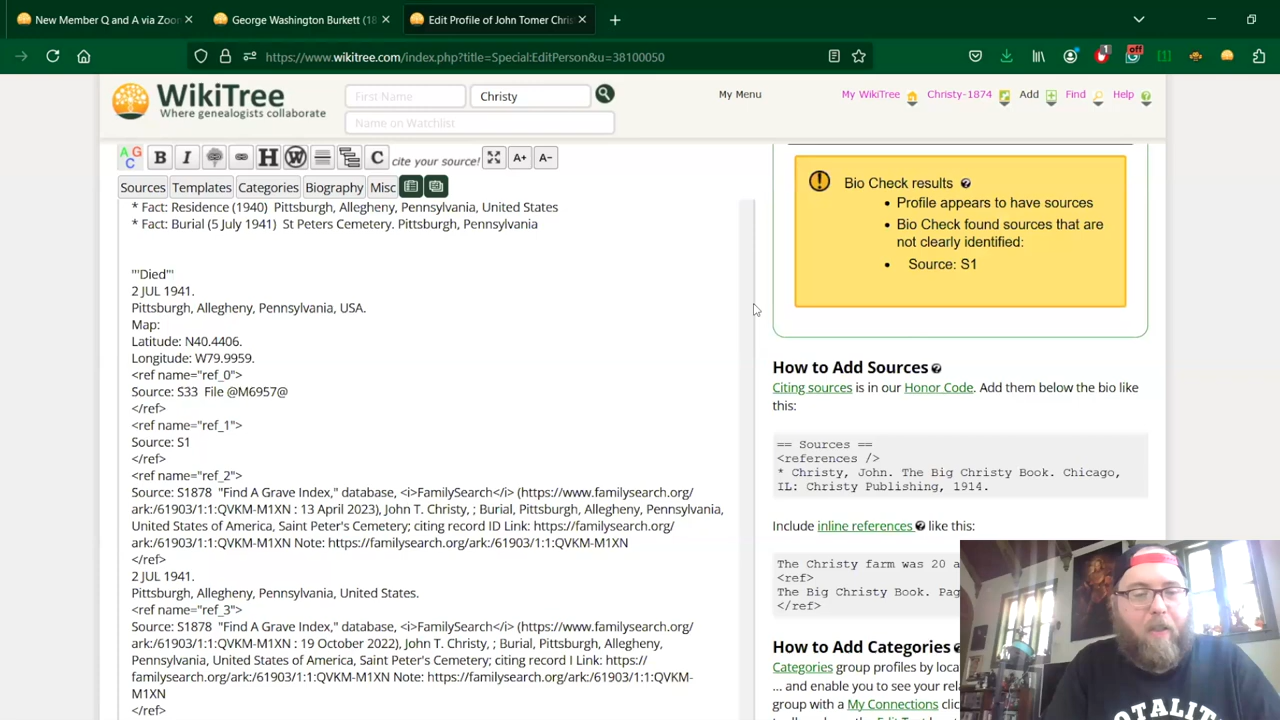 New Member Q and A via Zoom
George Washington Burkett (18
Edit Profile of John Tomer Chris
https://www.wikitree.com/index.php?title=Special:EditPerson&u=38100050
1
off
WIKITREE
Where genealogists collaborate
First Name
Christy
Name on Watchlist
My Menu
My WikiTree
Christy-1874
Add
Find
Help
A G C
B I H W C cite your source! A+ A-
Sources Templates Categories Biography Misc
* Fact: Residence (1940) Pittsburgh, Allegheny, Pennsylvania, United States
* Fact: Burial (5 July 1941) St Peters Cemetery. Pittsburgh, Pennsylvania
'''Died'''
2 JUL 1941.
Pittsburgh, Allegheny, Pennsylvania, USA.
Map:
Latitude: N40.4406.
Longitude: W79.9959.
<ref name="ref_0">
Source: S33 File @M6957@
</ref>
<ref name="ref_1">
Source: S1
</ref>
<ref name="ref_2">
Source: S1878 "Find A Grave Index," database, <i>FamilySearch</i> (https://www.familysearch.org/
ark:/61903/1:1:QVKM-M1XN : 13 April 2023), John T. Christy, ; Burial, Pittsburgh, Allegheny, Pennsylvania,
United States of America, Saint Peter's Cemetery; citing record ID Link: https://familysearch.org/
ark:/61903/1:1:QVKM-M1XN Note: https://familysearch.org/ark:/61903/1:1:QVKM-M1XN
</ref>
2 JUL 1941.
Pittsburgh, Allegheny, Pennsylvania, United States.
<ref name="ref_3">
Source: S1878 "Find A Grave Index," database, <i>FamilySearch</i> (https://www.familysearch.org/
ark:/61903/1:1:QVKM-M1XN : 19 October 2022), John T. Christy, ; Burial, Pittsburgh, Allegheny,
Pennsylvania, United States of America, Saint Peter's Cemetery; citing record I Link: https://
familysearch.org/ark:/61903/1:1:QVKM-M1XN Note: https://familysearch.org/ark:/61903/1:1:QVKM-
M1XN
</ref>
Bio Check results
• Profile appears to have sources
• Bio Check found sources that are
not clearly identified:
• Source: S1
How to Add Sources
Citing sources is in our Honor Code. Add them below the bio like
this:
== Sources ==
<references />
* Christy, John. The Big Christy Book. Chicago,
IL: Christy Publishing, 1914.
Include inline references like this:
The Christy farm was 20 a
<ref>
The Big Christy Book. Pag
</ref>
How to Add Categories
Categories group profiles by loca
... and enable you to see your rela
group with a My Connections clic